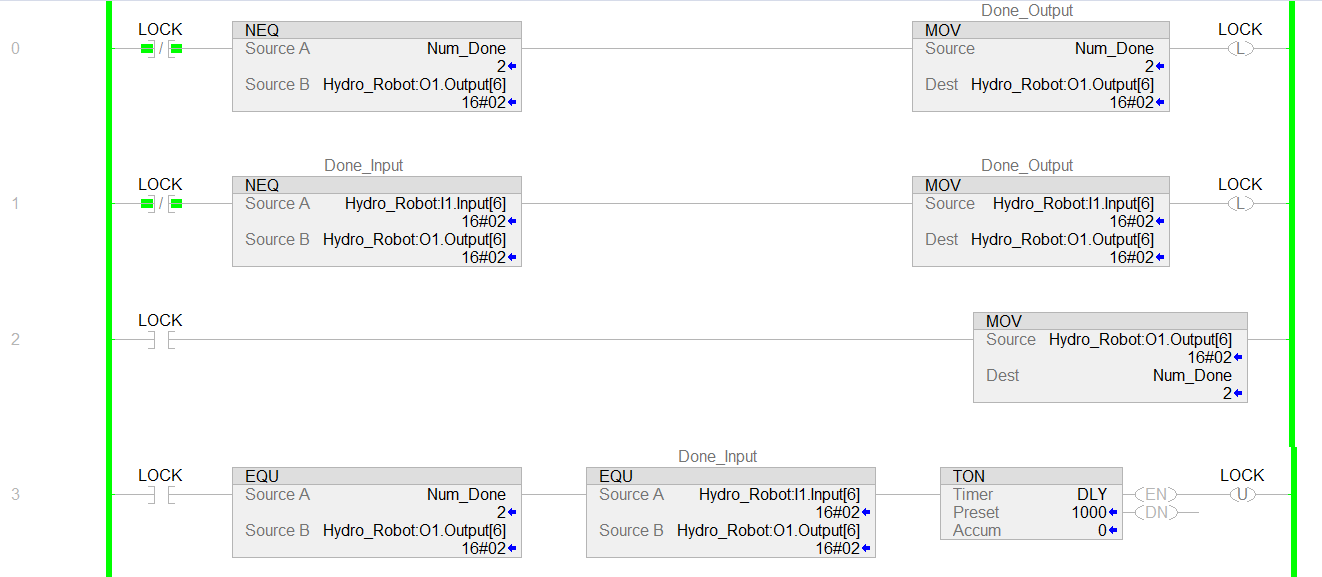 Done_Output
LOCK NEQ MOV LOCK
0 / Source A Num_Done Source Num_Done L
2 2
Source B Hydro_Robot:O1.Output[6] Dest Hydro_Robot:O1.Output[6]
16#02 16#02
Done_Input Done_Output
LOCK NEQ MOV LOCK
1 / Source A Hydro_Robot:I1.Input[6] Source Hydro_Robot:I1.Input[6] L
16#02 16#02
Source B Hydro_Robot:O1.Output[6] Dest Hydro_Robot:O1.Output[6]
16#02 16#02
LOCK MOV
2 Source Hydro_Robot:O1.Output[6]
16#02
Dest Num_Done
2
Done_Input
LOCK EQU EQU TON LOCK
3 Source A Num_Done Source A Hydro_Robot:I1.Input[6] Timer DLY EN U
2 16#02 Preset 1000 DN
Source B Hydro_Robot:O1.Output[6] Source B Hydro_Robot:O1.Output[6] Accum 0
16#02 16#02